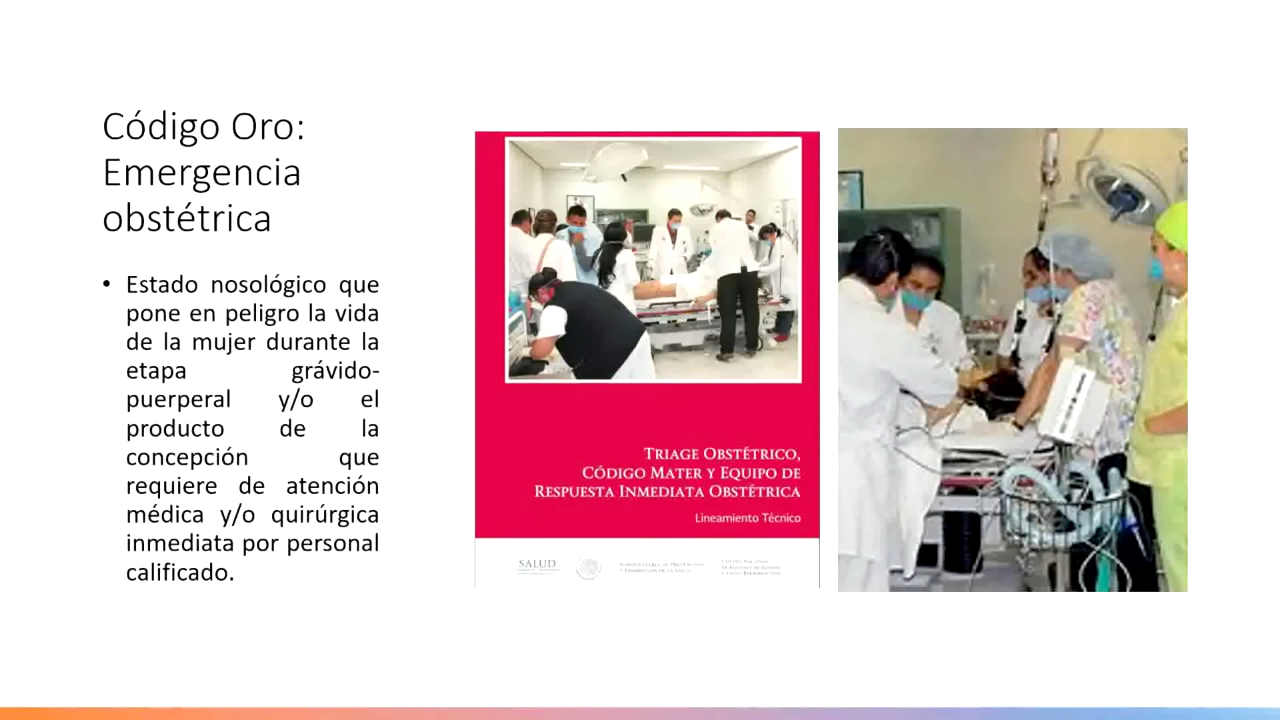 Código Oro:
Emergencia
obstétrica
• Estado nosológico que
pone en peligro la vida
de la mujer durante la
etapa grávido-
puerperal y/o el
producto de la
concepción que
requiere de atención
médica y/o quirúrgica
inmediata por personal
calificado.
TRIAGE OBSTÉTRICO,
CÓDIGO MATER Y EQUIPO DE
RESPUESTA INMEDIATA OBSTÉTRICA
Lineamiento Técnico
SALUD